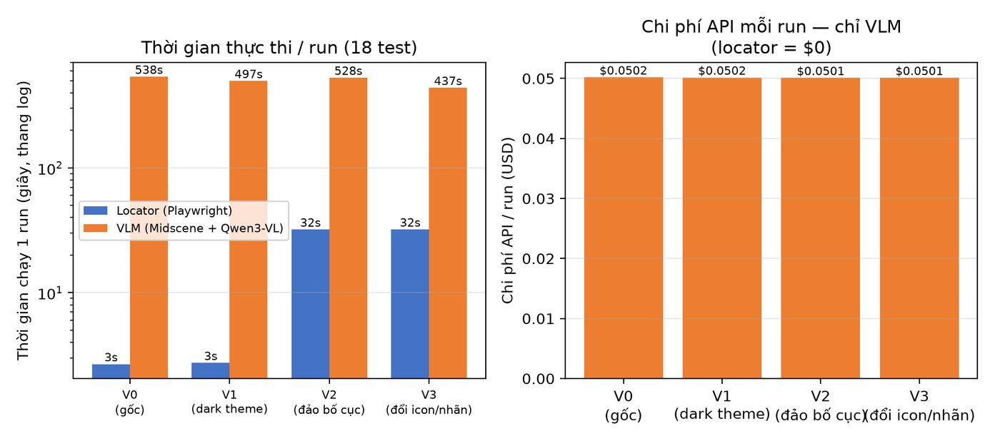 Thời gian thực thi / run (18 test)
Thời gian chạy 1 run (giây, thang log)
10²
10¹
538s
497s
528s
437s
3s
3s
32s
32s
Locator (Playwright)
VLM (Midscene + Qwen3-VL)
V0
(gốc)
V1
(dark theme)
V2
(đảo bố cục)
V3
(đổi icon/nhãn)
Chi phí API mỗi run — chỉ VLM
(locator = $0)
Chi phí API / run (USD)
0.05
0.04
0.03
0.02
0.01
0.00
$0.0502
$0.0502
$0.0501
$0.0501
V0
(gốc)
V1
(dark theme)
V2
(đảo bố cục)
V3
(đổi icon/nhãn)